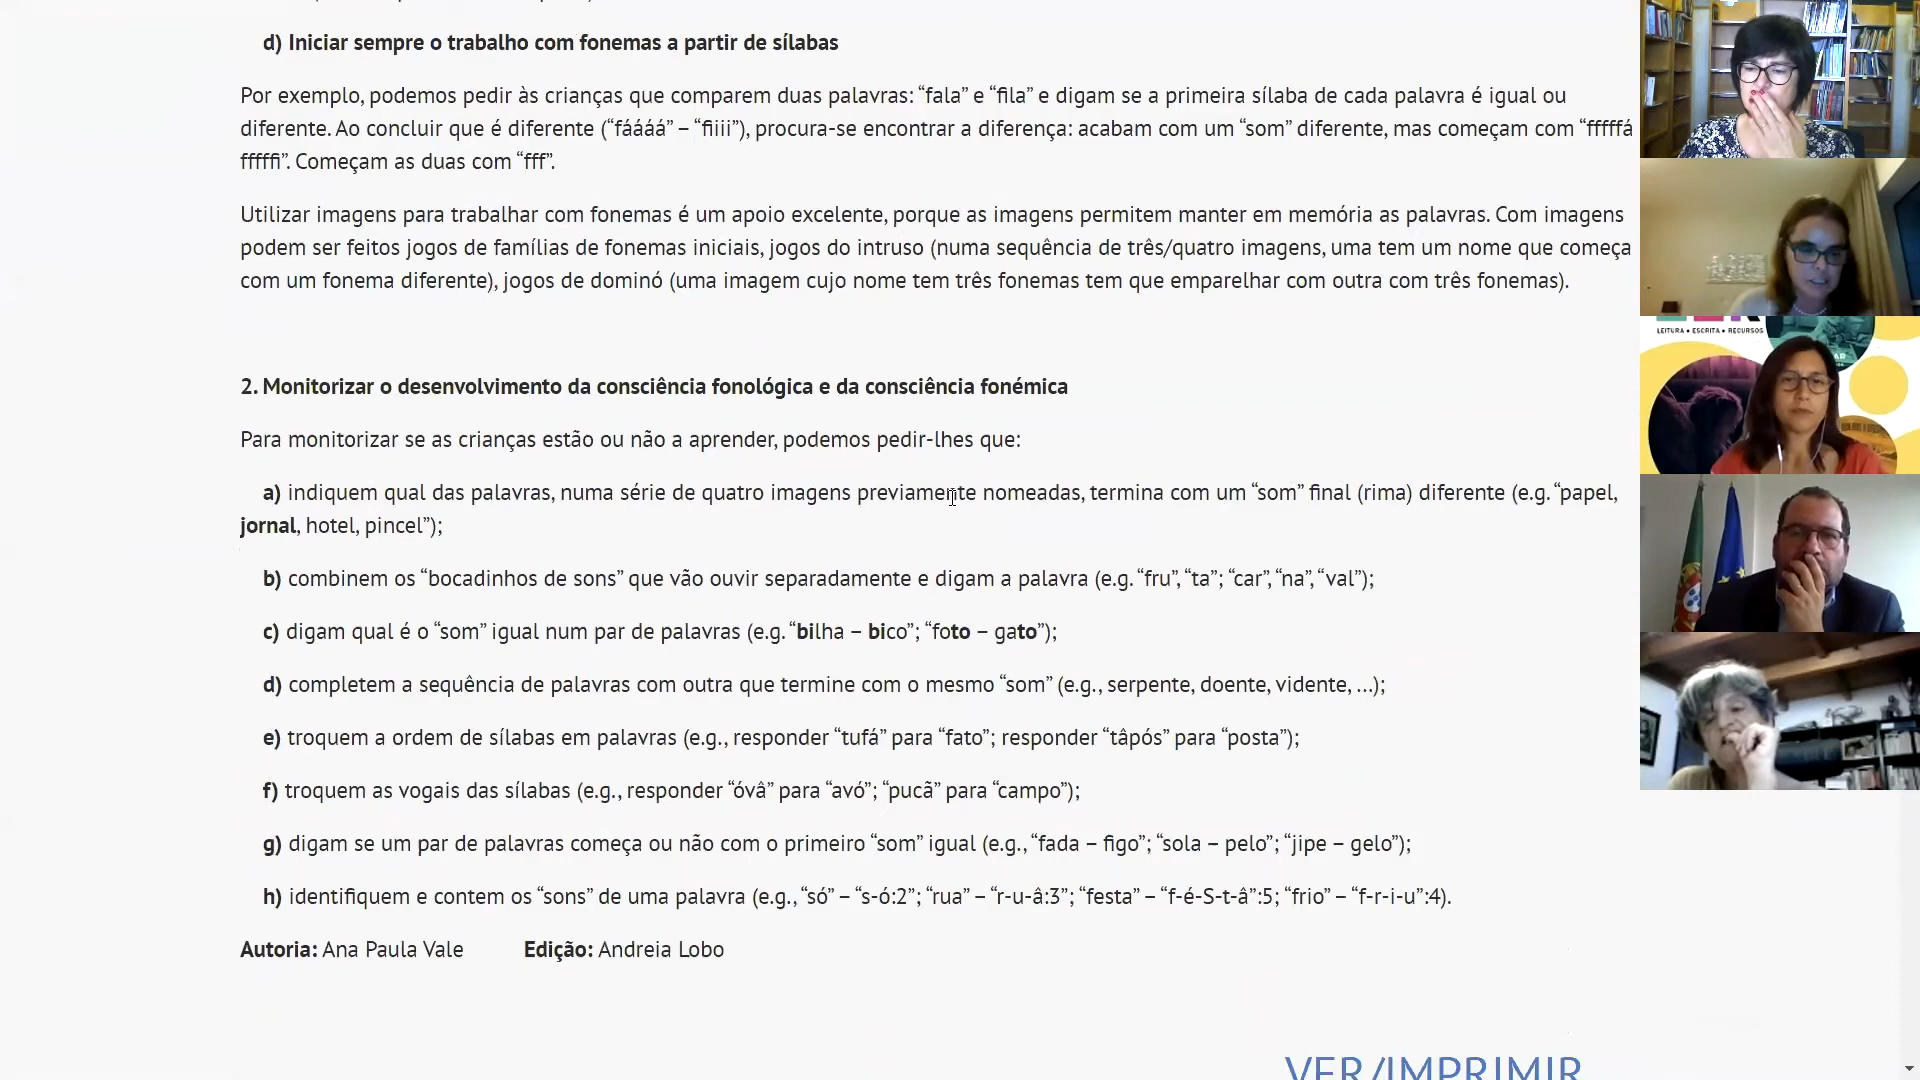 d) Iniciar sempre o trabalho com fonemas a partir de sílabas
Por exemplo, podemos pedir às crianças que comparem duas palavras: “fala” e “fila” e digam se a primeira sílaba de cada palavra é igual ou
diferente. Ao concluir que é diferente (“fáááá” – “fiiii”), procura-se encontrar a diferença: acabam com um “som” diferente, mas começam com “fffffá
fffffi”. Começam as duas com “fff”.
Utilizar imagens para trabalhar com fonemas é um apoio excelente, porque as imagens permitem manter em memória as palavras. Com imagens
podem ser feitos jogos de famílias de fonemas iniciais, jogos do intruso (numa sequência de três/quatro imagens, uma tem um nome que começa
com um fonema diferente), jogos de dominó (uma imagem cujo nome tem três fonemas tem que emparelhar com outra com três fonemas).
2. Monitorizar o desenvolvimento da consciência fonológica e da consciência fonémica
Para monitorizar se as crianças estão ou não a aprender, podemos pedir-lhes que:
a) indiquem qual das palavras, numa série de quatro imagens previamente nomeadas, termina com um “som” final (rima) diferente (e.g. “papel,
jornal, hotel, pincel”);
b) combinem os “bocadinhos de sons” que vão ouvir separadamente e digam a palavra (e.g. “fru”, “ta”; “car”, “na”, “val”);
c) digam qual é o “som” igual num par de palavras (e.g. “bilha – bico”; “foto – gato”);
d) completem a sequência de palavras com outra que termine com o mesmo “som” (e.g., serpente, doente, vidente, ...);
e) troquem a ordem de sílabas em palavras (e.g., responder “tufá” para “fato”; responder “tâpós” para “posta”);
f) troquem as vogais das sílabas (e.g., responder “óvâ” para “avó”; “pucã” para “campo”);
g) digam se um par de palavras começa ou não com o primeiro “som” igual (e.g., “fada – figo”; “sola – pelo”; “jipe – gelo”);
h) identifiquem e contem os “sons” de uma palavra (e.g., “só” – “s-ó:2”; “rua” – “r-u-â:3”; “festa” – “f-é-S-t-â”:5; “frio” – “f-r-i-u”:4).
Autoria: Ana Paula Vale Edição: Andreia Lobo
VER/IMPRIMIR
LEITURA • ESCRITA • RECURSOS